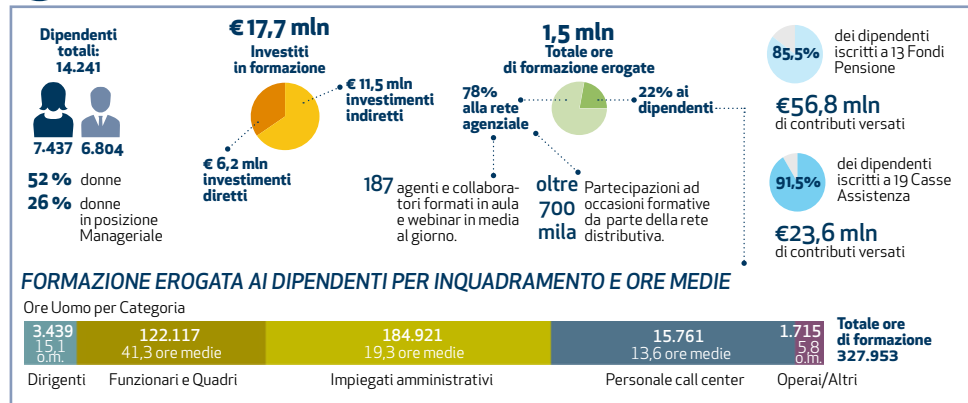 Dipendenti
totali:
14.241
7.437 6.804
52 % donne
26 % donne
in posizione
Manageriale
€ 17,7 mln
Investiti
in formazione
€ 11,5 mln
investimenti
indiretti
€ 6,2 mln
investimenti
diretti
1,5 mln
Totale ore
di formazione erogate
78%
alla rete
agenziale
22% ai
dipendenti
187 agenti e collabora-
tori formati in aula
e webinar in media
al giorno.
oltre
700
mila
Partecipazioni ad
occasioni formative
da parte della rete
distributiva.
85,5%
dei dipendenti
iscritti a 13 Fondi
Pensione
€56,8 mln
di contributi versati
91,5%
dei dipendenti
iscritti a 19 Casse
Assistenza
€23,6 mln
di contributi versati
FORMAZIONE EROGATA AI DIPENDENTI PER INQUADRAMENTO E ORE MEDIE
Ore Uomo per Categoria
3.439
15,1
o.m.
Dirigenti
122.117
41,3 ore medie
Funzionari e Quadri
184.921
19,3 ore medie
Impiegati amministrativi
15.761
13,6 ore medie
Personale call center
1.715
5,8
o.m.
Operai/Altri
Totale ore
di formazione
327.953